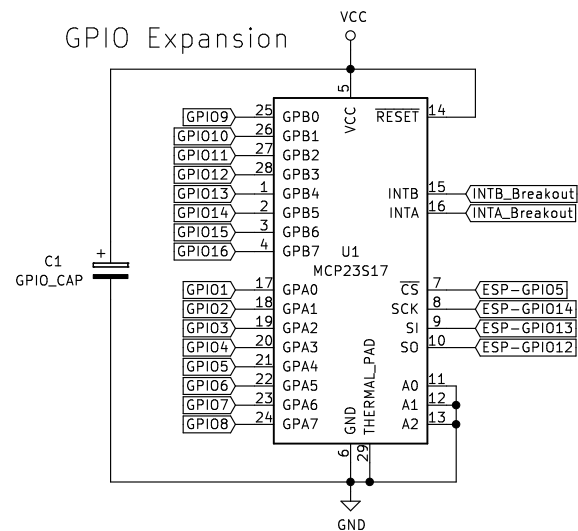 GPIO Expansion
VCC
5
VCC
GPIO9 25 GPB0
GPIO10 26 GPB1
GPIO11 27 GPB2
GPIO12 28 GPB3
GPIO13 1 GPB4
GPIO14 2 GPB5
GPIO15 3 GPB6
GPIO16 4 GPB7
RESET 14
INTB 15 INTB_Breakout
INTA 16 INTA_Breakout
U1
MCP23S17
C1
+
GPIO_CAP
GPIO1 17 GPA0
GPIO2 18 GPA1
GPIO3 19 GPA2
GPIO4 20 GPA3
GPIO5 21 GPA4
GPIO6 22 GPA5
GPIO7 23 GPA6
GPIO8 24 GPA7
CS 7 ESP-GPIO5
SCK 8 ESP-GPIO14
SI 9 ESP-GPIO13
SO 10 ESP-GPIO12
A0 11
A1 12
A2 13
GND
6
THERMAL_PAD
29
GND